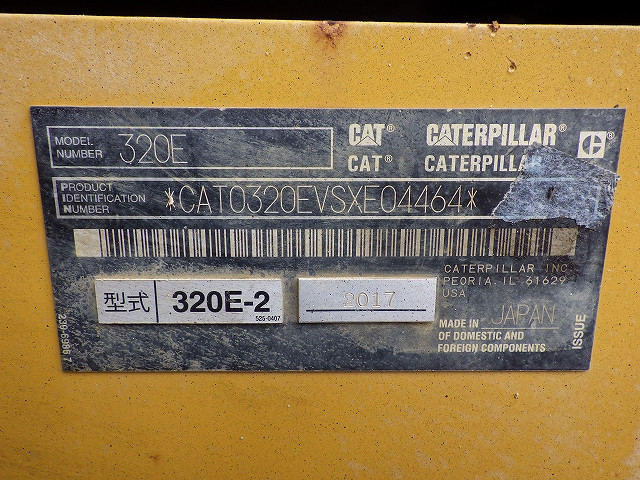 MODEL NUMBER 320E
CAT® CATERPILLAR®
CAT® CATERPILLAR
PRODUCT IDENTIFICATION NUMBER *CAT0320EVSXE04464*
CATERPILLAR INC.
PEORIA, IL 61629
USA
型式 320E-2
525-0407
2017
MADE IN JAPAN
OF DOMESTIC AND
FOREIGN COMPONENTS
ISSUE